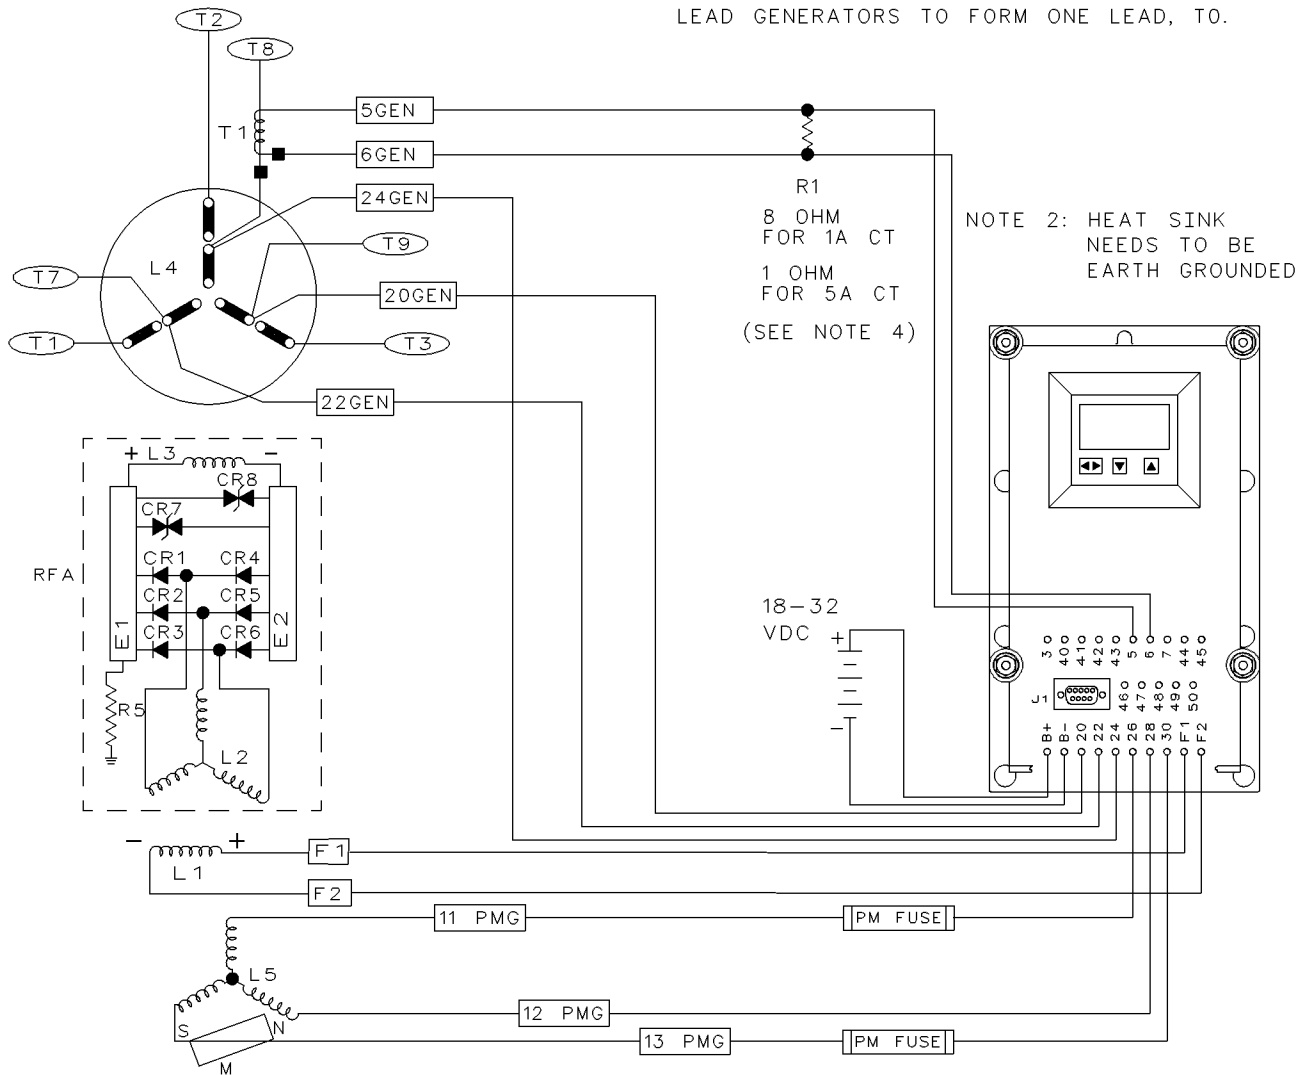 LEAD GENERATORS TO FORM ONE LEAD, T0.
T2
T8
T1
5GEN
6GEN
24GEN
T9
L4
T7
20GEN
T1
T3
22GEN
R1
8 OHM
FOR 1A CT
1 OHM
FOR 5A CT
(SEE NOTE 4)
NOTE 2: HEAT SINK
NEEDS TO BE
EARTH GROUNDED
+ L3 -
CR8
CR7
CR1 CR4
RFA
CR2 CR5
CR3 CR6
E1
E2
R5
L2
18-32
VDC +
-
3 40 41 42 43 5 6 7 44 45
J1
46 47 48 49 50
B+ B- 20 22 24 26 28 30 F1 F2
- +
L1
F1
F2
11 PMG
PM FUSE
L5
12 PMG
S N
13 PMG
PM FUSE
M